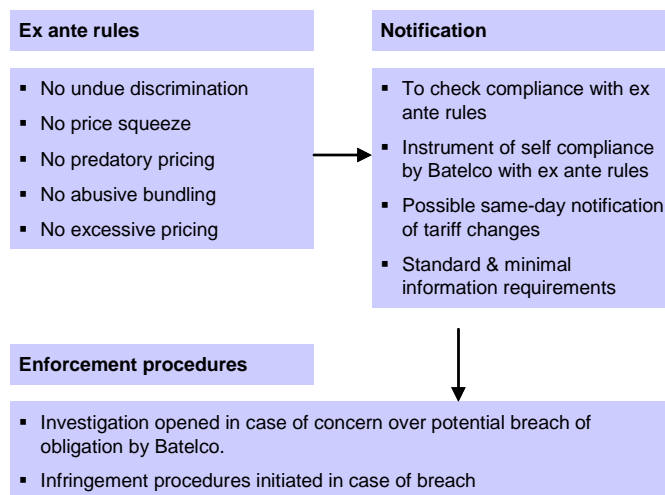 Ex ante rules
▪ No undue discrimination
▪ No price squeeze
▪ No predatory pricing
▪ No abusive bundling
▪ No excessive pricing
Notification
▪ To check compliance with ex
ante rules
▪ Instrument of self compliance
by Batelco with ex ante rules
▪ Possible same-day notification
of tariff changes
▪ Standard & minimal
information requirements
Enforcement procedures
▪ Investigation opened in case of concern over potential breach of
obligation by Batelco.
▪ Infringement procedures initiated in case of breach